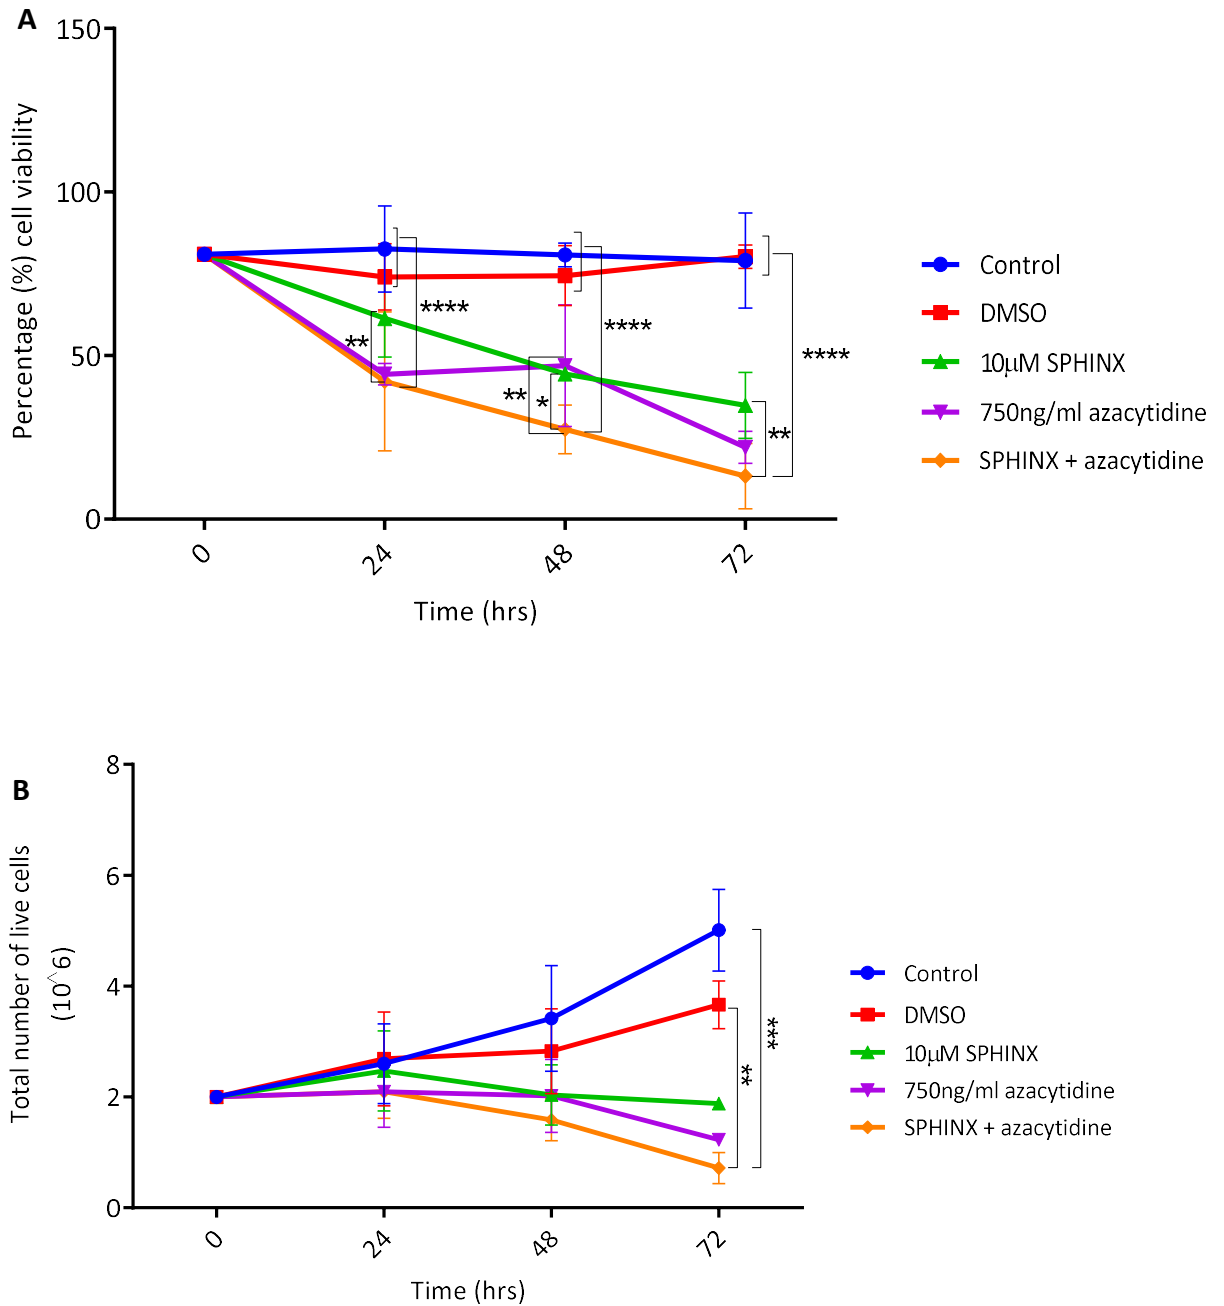 A
150
100
50
0
Percentage (%) cell viability
****
**
****
**
*
****
**
0
24
48
72
Time (hrs)
Control
DMSO
10μM SPHINX
750ng/ml azacytidine
SPHINX + azacytidine
B
8
6
4
2
0
Total number of live cells
(10^6)
***
**
0
24
48
72
Time (hrs)
Control
DMSO
10μM SPHINX
750ng/ml azacytidine
SPHINX + azacytidine